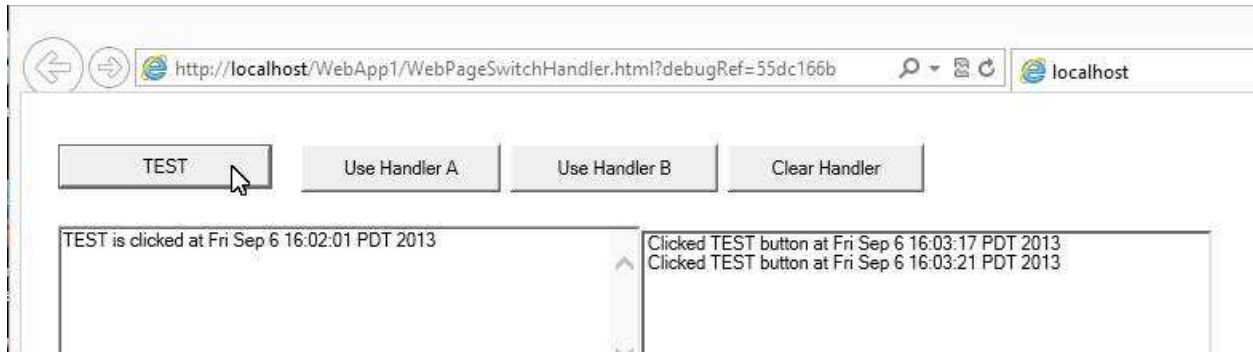 http://localhost/WebApp1/WebPageSwitchHandler.html?debugRef=55dc166b
localhost
TEST
Use Handler A
Use Handler B
Clear Handler
TEST is clicked at Fri Sep 6 16:02:01 PDT 2013
Clicked TEST button at Fri Sep 6 16:03:17 PDT 2013
Clicked TEST button at Fri Sep 6 16:03:21 PDT 2013